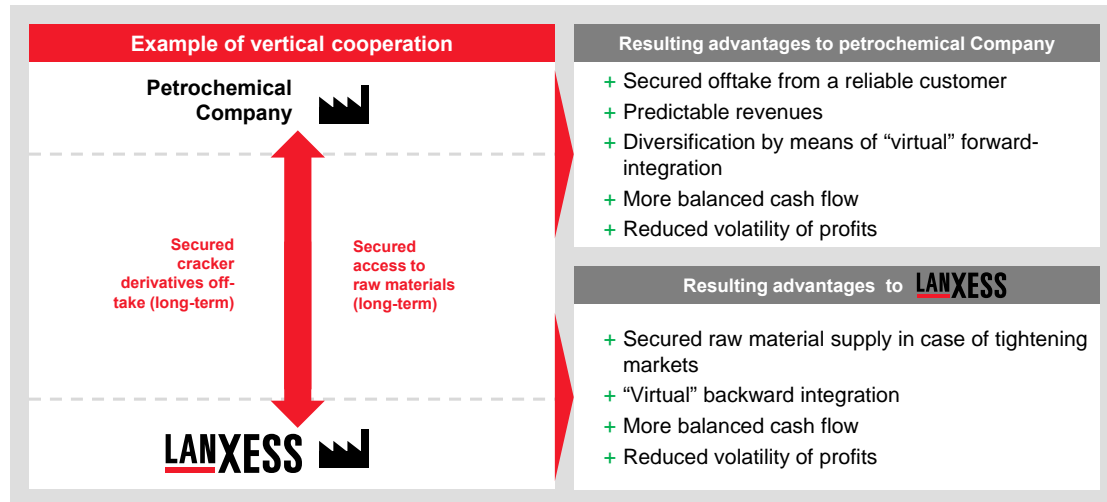 Example of vertical cooperation
Petrochemical
Company
Secured
cracker
derivatives off-
take (long-term)
Secured
access to
raw materials
(long-term)
LANXESS
Resulting advantages to petrochemical Company
+ Secured offtake from a reliable customer
+ Predictable revenues
+ Diversification by means of “virtual” forward-
integration
+ More balanced cash flow
+ Reduced volatility of profits
Resulting advantages to LANXESS
+ Secured raw material supply in case of tightening
markets
+ “Virtual” backward integration
+ More balanced cash flow
+ Reduced volatility of profits